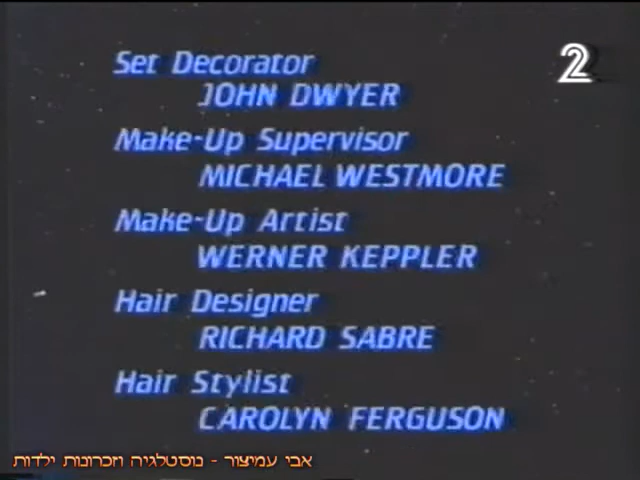 Set Decorator
JOHN DWYER
2
Make-Up Supervisor
MICHAEL WESTMORE
Make-Up Artist
WERNER KEPPLER
Hair Designer
RICHARD SABRE
Hair Stylist
CAROLYN FERGUSON
אבי עמיצור - נוסטלגיה וזכרונות ילדות